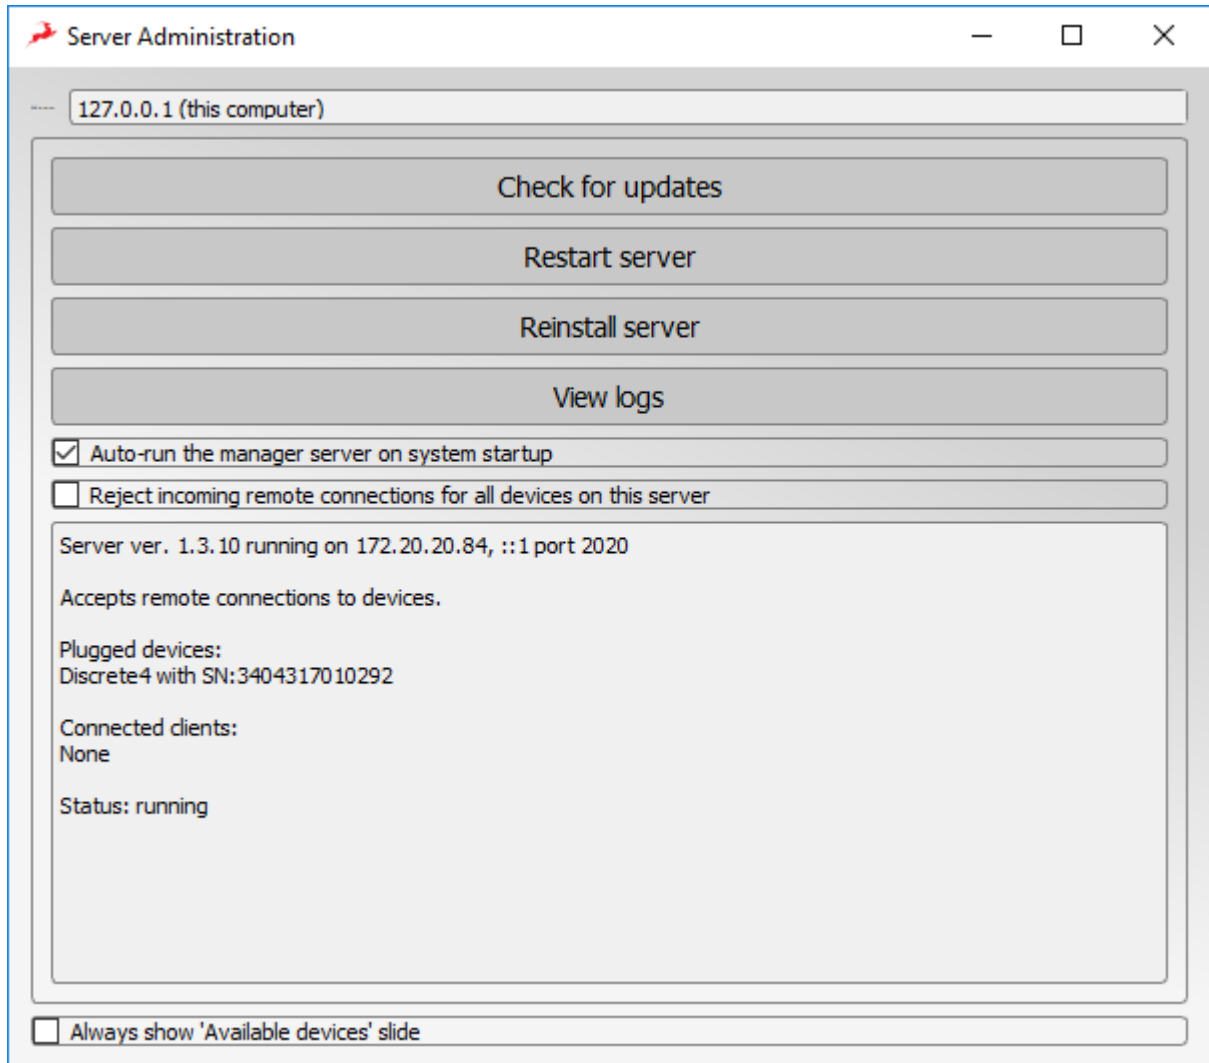 Server Administration
127.0.0.1 (this computer)
Check for updates
Restart server
Reinstall server
View logs
Auto-run the manager server on system startup
Reject incoming remote connections for all devices on this server
Server ver. 1.3.10 running on 172.20.20.84, ::1 port 2020
Accepts remote connections to devices.
Plugged devices:
Discrete4 with SN:3404317010292
Connected clients:
None
Status: running
Always show 'Available devices' slide